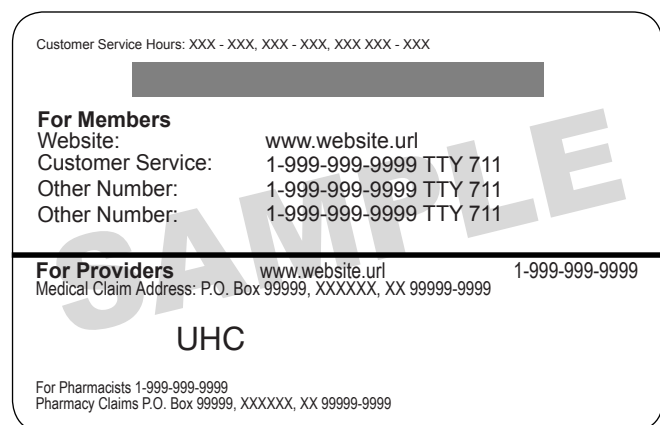 Customer Service Hours: XXX - XXX, XXX - XXX, XXX XXX - XXX
For Members
Website: www.website.url
Customer Service: 1-999-999-9999 TTY 711
Other Number: 1-999-999-9999 TTY 711
Other Number: 1-999-999-9999 TTY 711
SAMPLE
For Providers www.website.url 1-999-999-9999
Medical Claim Address: P.O. Box 99999, XXXXXX, XX 99999-9999
UHC
For Pharmacists 1-999-999-9999
Pharmacy Claims P.O. Box 99999, XXXXXX, XX 99999-9999